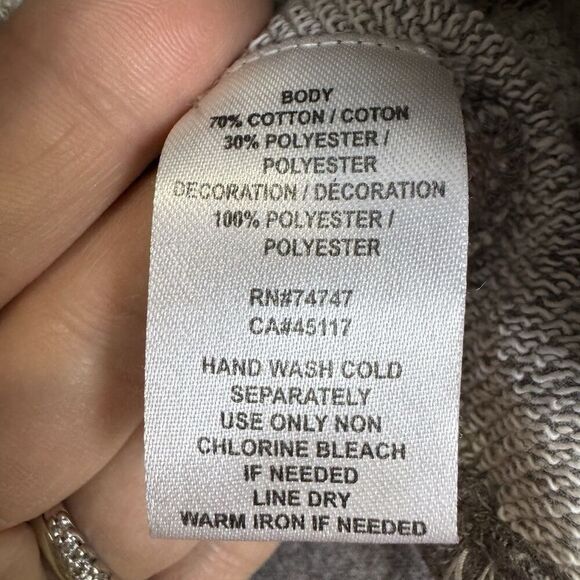 BODY
70% COTTON / COTON
30% POLYESTER /
POLYESTER
DECORATION / DÉCORATION
100% POLYESTER /
POLYESTER
RN#74747
CA#45117
HAND WASH COLD
SEPARATELY
USE ONLY NON
CHLORINE BLEACH
IF NEEDED
LINE DRY
WARM IRON IF NEEDED